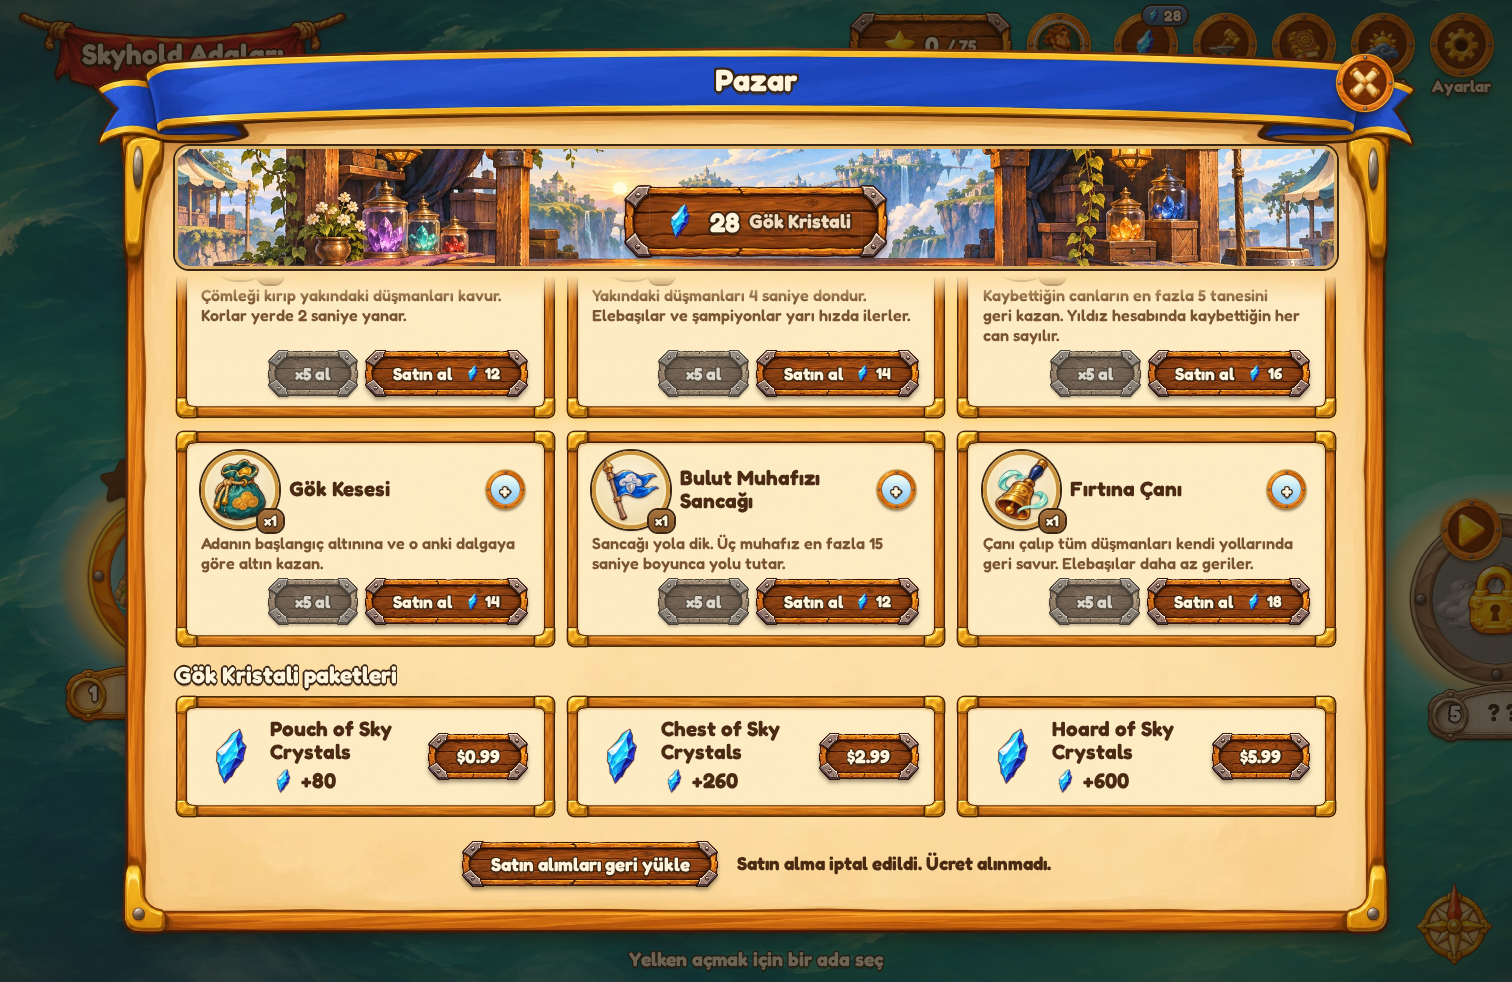 Skyhold Adaları
0 / 75
28
Ayarlar
Pazar
28 Gök Kristali
Çömleği kırıp yakındaki düşmanları kavur.
Korlar yerde 2 saniye yanar.
x5 al
Satın al 12
Yakındaki düşmanları 4 saniye dondur.
Elebaşılar ve şampiyonlar yarı hızda ilerler.
x5 al
Satın al 14
Kaybettiğin canların en fazla 5 tanesini
geri kazan. Yıldız hesabında kaybettiğin her
can sayılır.
x5 al
Satın al 16
Gök Kesesi
x1
Adanın başlangıç altınına ve o anki dalgaya
göre altın kazan.
x5 al
Satın al 14
Bulut Muhafızı
Sancağı
x1
Sancağı yola dik. Üç muhafız en fazla 15
saniye boyunca yolu tutar.
x5 al
Satın al 12
Fırtına Çanı
x1
Çanı çalıp tüm düşmanları kendi yollarında
geri savur. Elebaşılar daha az geriler.
x5 al
Satın al 18
Gök Kristali paketleri
Pouch of Sky
Crystals
+80
$0.99
Chest of Sky
Crystals
+260
$2.99
Hoard of Sky
Crystals
+600
$5.99
Satın alımları geri yükle
Satın alma iptal edildi. Ücret alınmadı.
1
5
? ?
Yelken açmak için bir ada seç